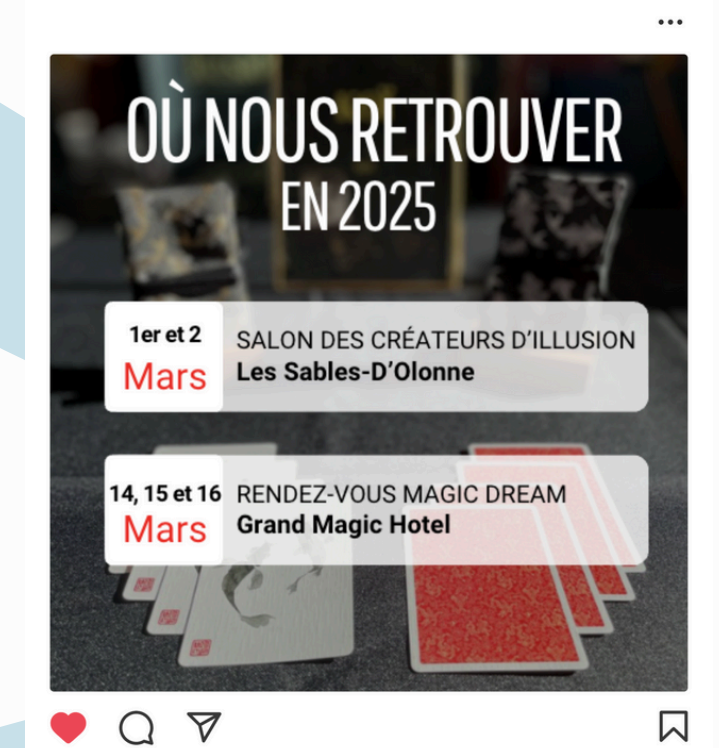 OÙ NOUS RETROUVER
EN 2025
1er et 2
Mars
SALON DES CRÉATEURS D'ILLUSION
Les Sables-D'Olonne
14, 15 et 16
Mars
RENDEZ-VOUS MAGIC DREAM
Grand Magic Hotel